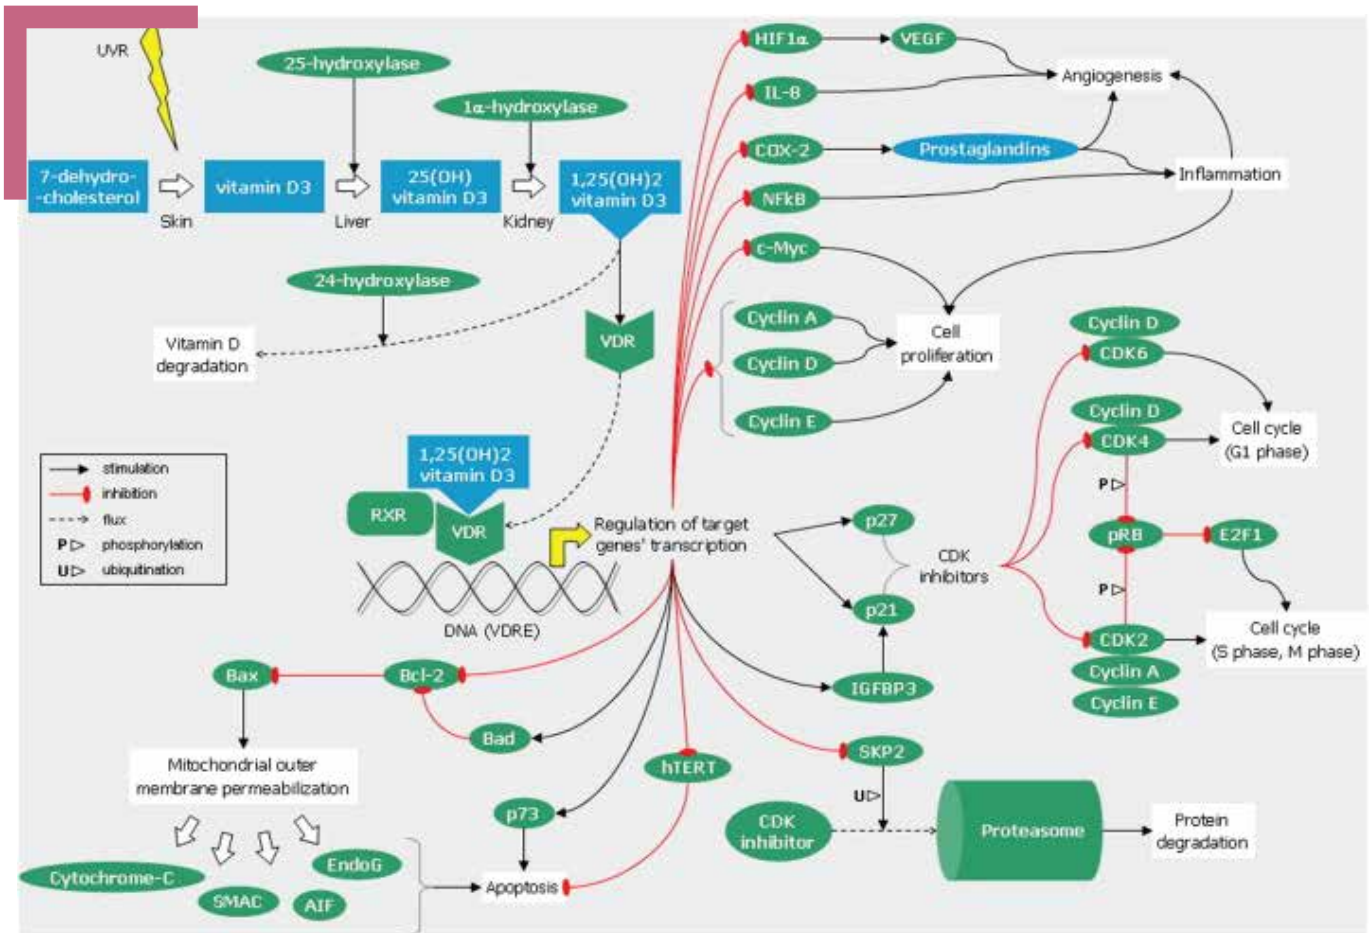 UVR
25-hydroxylase
1α-hydroxylase
7-dehydro-
-cholesterol
Skin
vitamin D3
Liver
25(OH)
vitamin D3
Kidney
1,25(OH)2
vitamin D3
24-hydroxylase
Vitamin D
degradation
VDR
HIF1α
VEGF
IL-8
Angiogenesis
COX-2
Prostaglandins
Inflammation
NFkB
c-Myc
Cyclin A
Cyclin D
Cyclin E
Cell
proliferation
Cyclin D
CDK6
Cyclin D
CDK4
Cell cycle
(G1 phase)
P
pRB
E2F1
P
CDK2
Cyclin A
Cyclin E
Cell cycle
(S phase, M phase)
stimulation
inhibition
flux
P phosphorylation
U ubiquitination
1,25(OH)2
vitamin D3
RXR
VDR
DNA (VDRE)
Regulation of target
genes' transcription
p27
p21
CDK
inhibitors
IGFBP3
Bax
Bcl-2
Bad
Mitochondrial outer
membrane permeabilization
hTERT
SKP2
U
p73
CDK
inhibitor
Proteasome
Protein
degradation
Cytochrome-C
SMAC
AIF
EndoG
Apoptosis